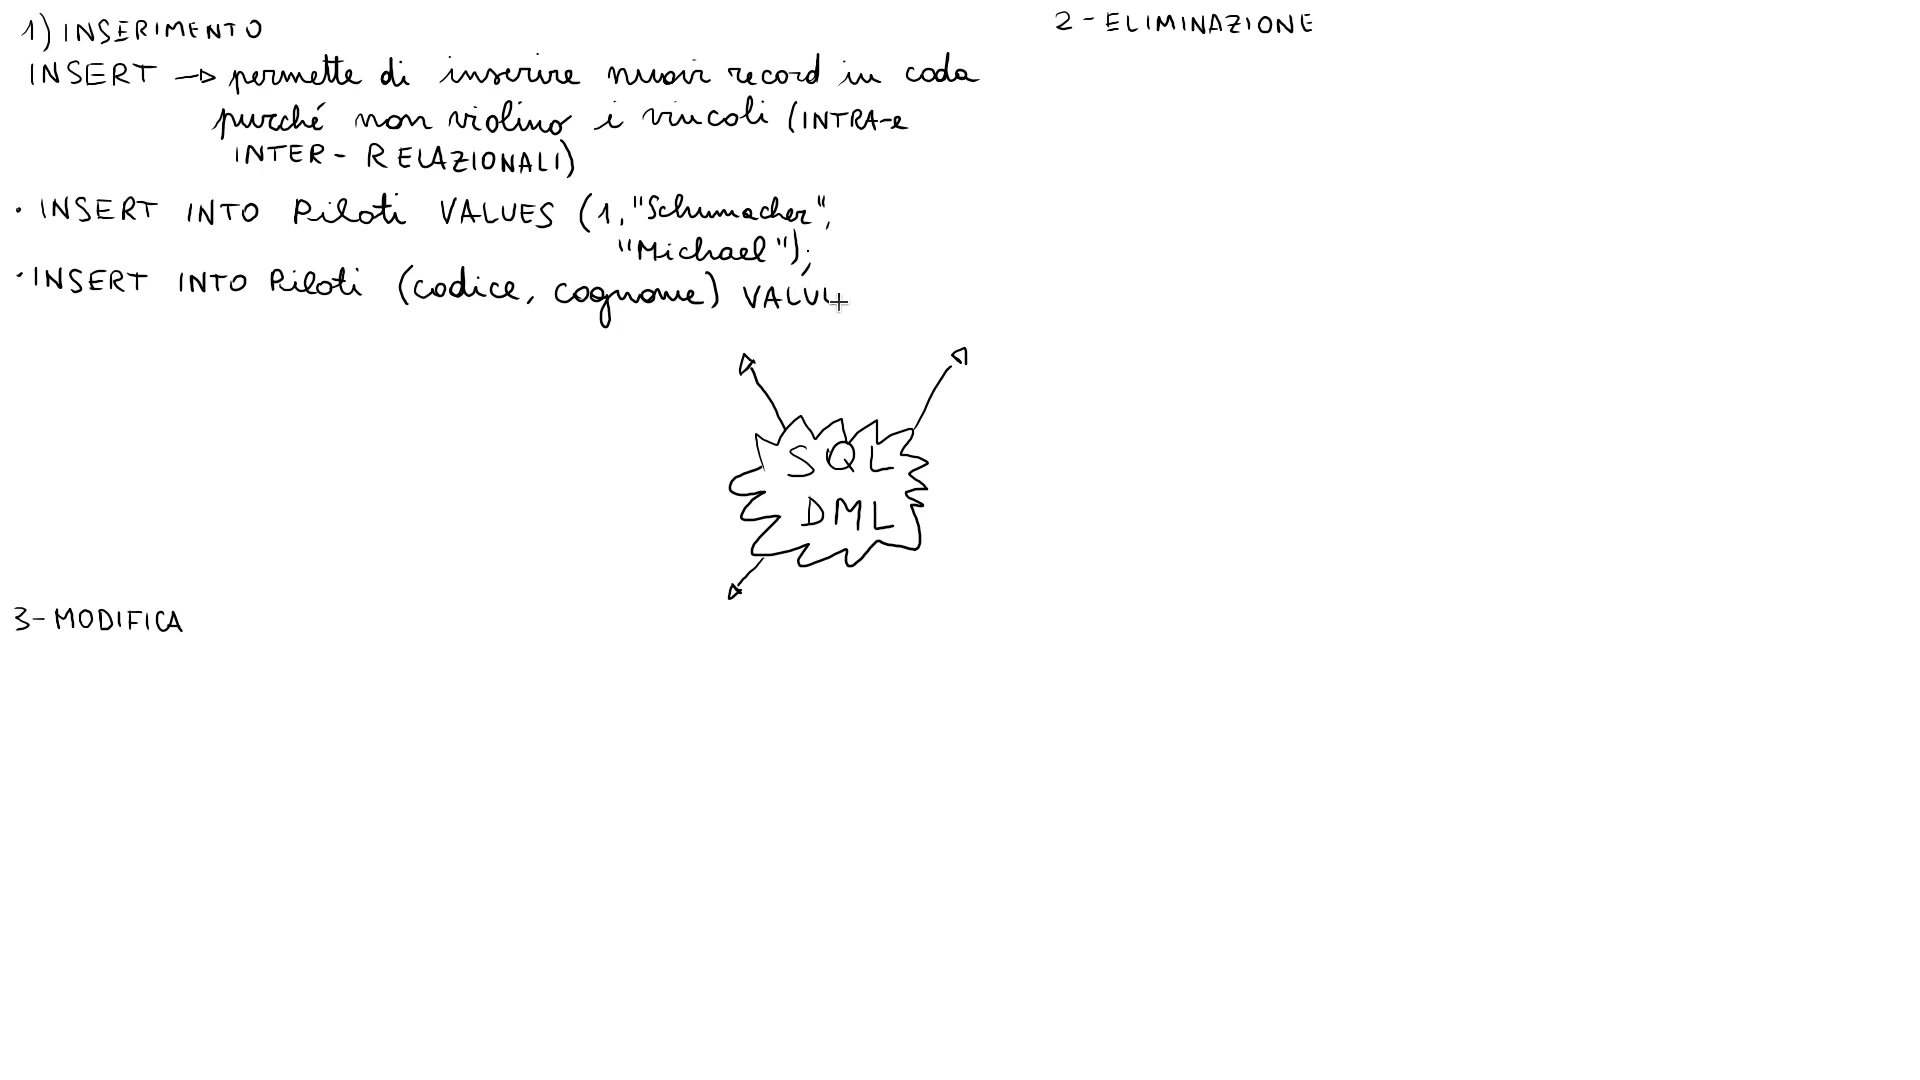 1) INSERIMENTO
INSERT → permette di inserire nuovi record in coda
purché non violino i vincoli (INTRA-e
INTER- RELAZIONALI)
· INSERT INTO Piloti VALUES (1, "Schumacher",
"Michael");
· INSERT INTO Piloti (codice, cognome) VALU
2 - ELIMINAZIONE
SQL
DML
3- MODIFICA